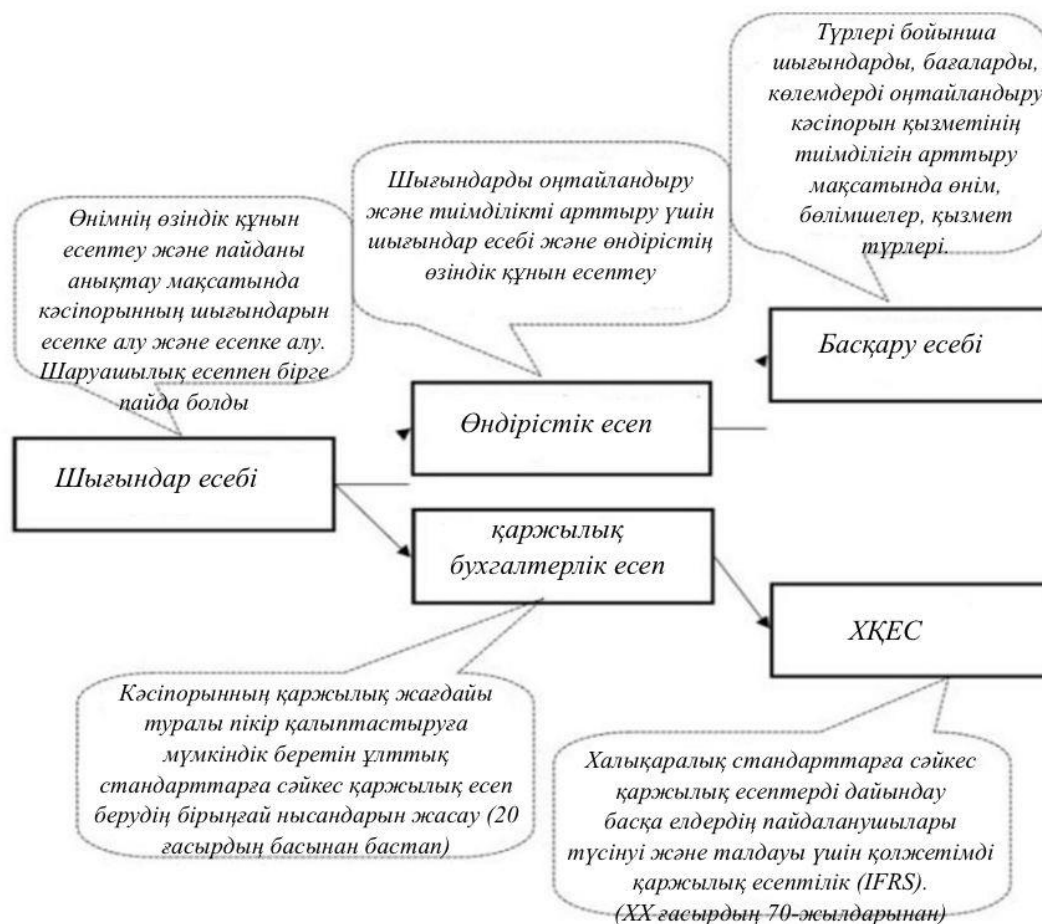 Түрлері бойынша
шығындарды, бағаларды,
көлемдерді оңтайландыру
кәсіпорын қызметінің
тиімділігін арттыру
мақсатында өнім,
бөлімшелер, қызмет
түрлері.
Шығындарды оңтайландыру
және тиімділікті арттыру үшін
шығындар есебі және өндірістің
өзіндік құнын есептеу
Өнімнің өзіндік құнын
есептеу және пайданы
анықтау мақсатында
кәсіпорынның шығындарын
есепке алу және есепке алу.
Шаруашылық есеппен бірге
пайда болды
Басқару есебі
Өндірістік есеп
Шығындар есебі
қаржылық
бухгалтерлік есеп
ХҚЕС
Кәсіпорынның қаржылық жағдайы
туралы пікір қалыптастыруға
мүмкіндік беретін ұлттық
стандарттарға сәйкес қаржылық есеп
берудің бірыңғай нысандарын жасау (20
ғасырдың басынан бастап)
Халықаралық стандарттарға сәйкес
қаржылық есептерді дайындау
басқа елдердің пайдаланушылары
түсінуі және талдауы үшін қолжетімді
қаржылық есептілік (IFRS).
(ХХ ғасырдың 70-жылдарынан)